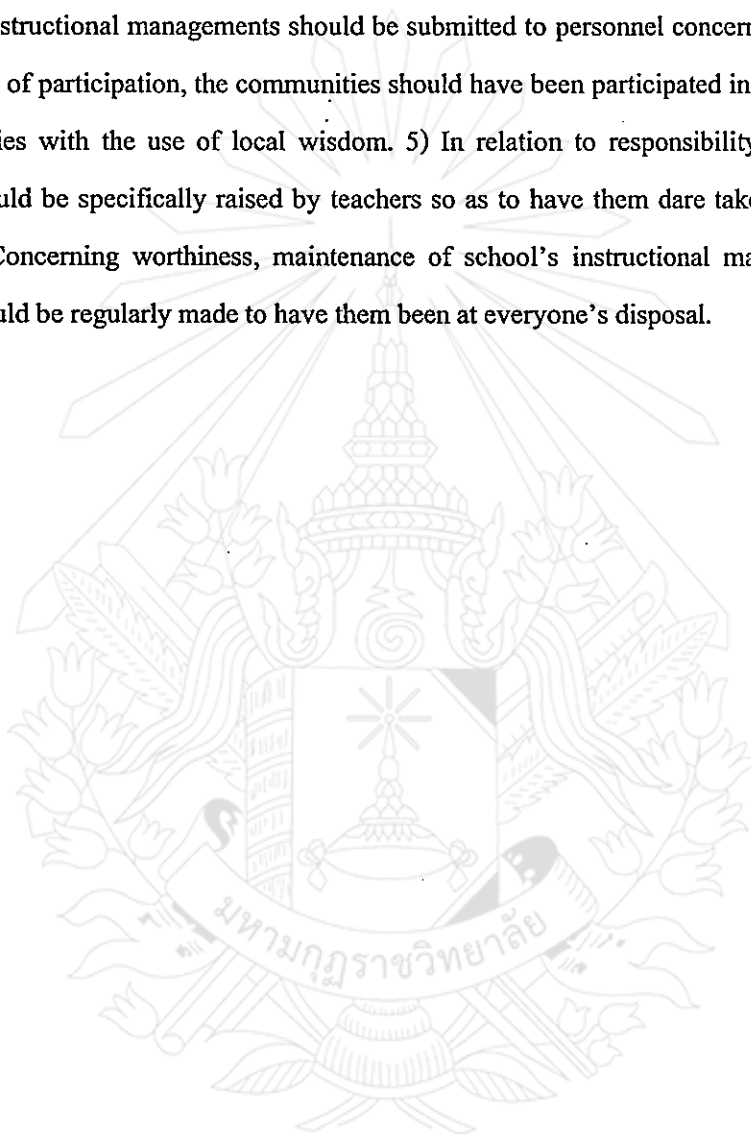 structional managements should be submitted to personnel concern
of participation, the communities should have been participated in
ies with the use of local wisdom. 5) In relation to responsibility
uld be specifically raised by teachers so as to have them dare take
Concerning worthiness, maintenance of school's instructional ma
uld be regularly made to have them been at everyone's disposal.
มหามกุฏราชวิทยาลัย